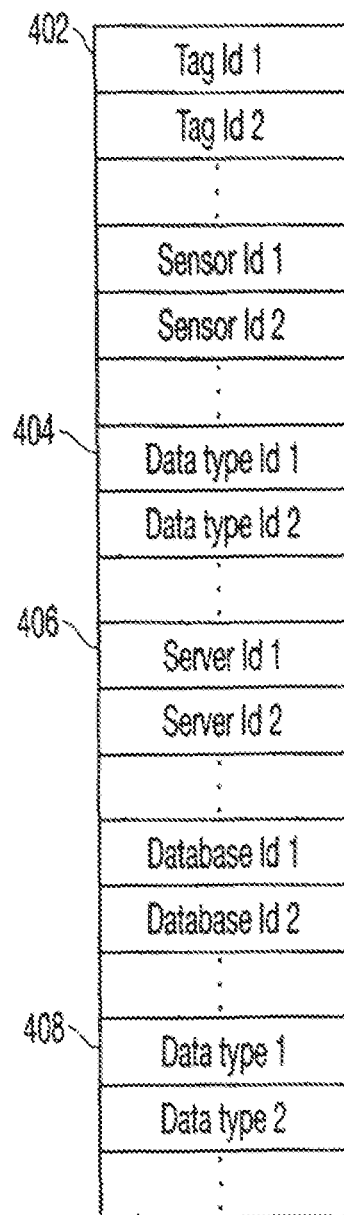 402
Tag Id 1
Tag Id 2
Sensor Id 1
Sensor Id 2
404
Data type Id 1
Data type Id 2
406
Server Id 1
Server Id 2
Database Id 1
Database Id 2
408
Data type 1
Data type 2